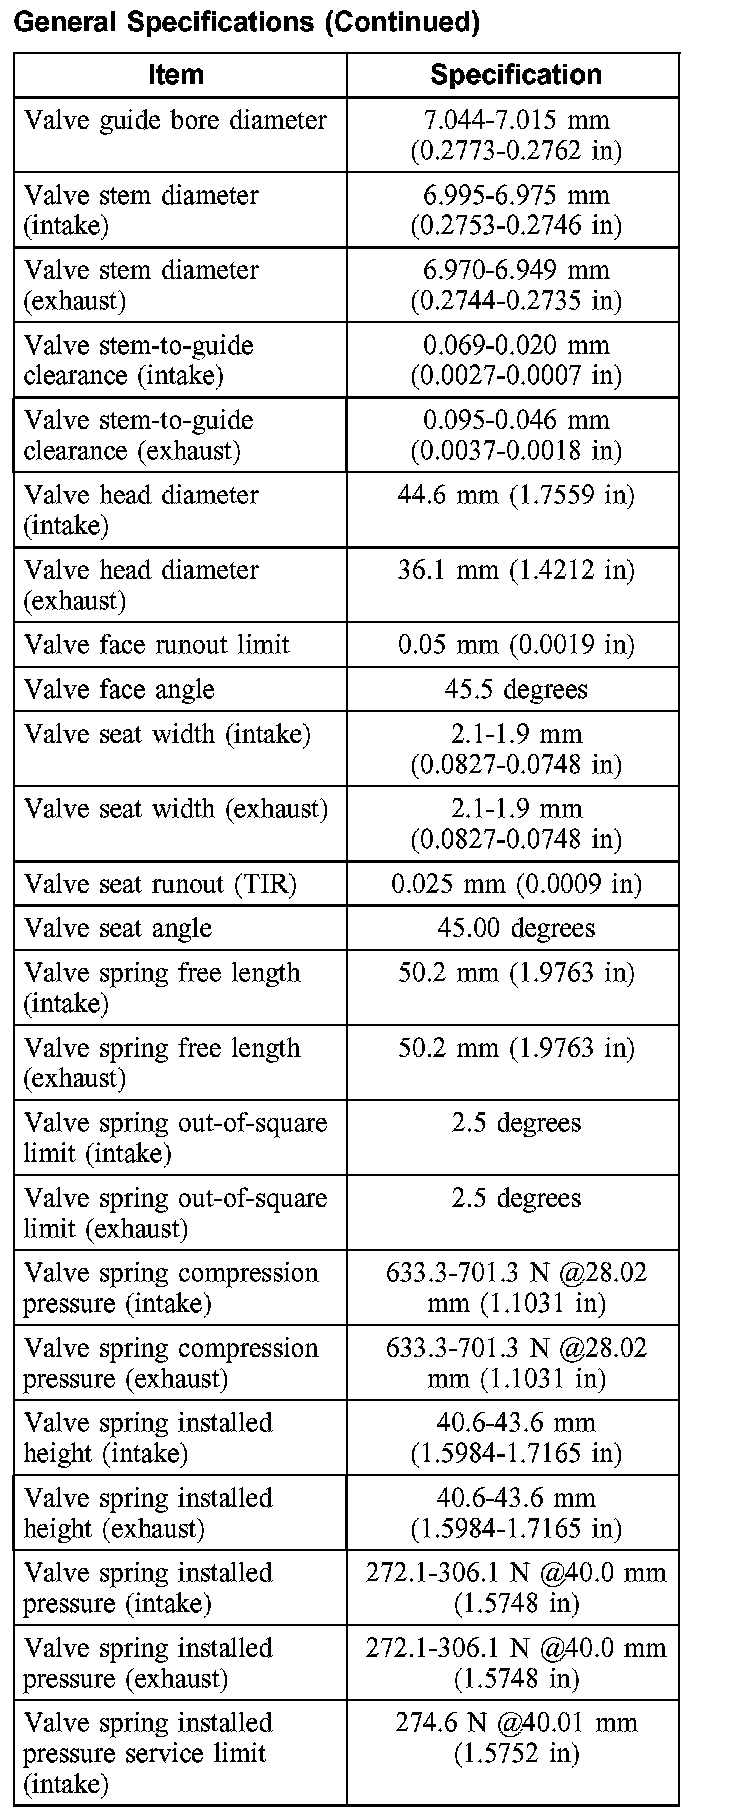 General Specifications (Continued)
Item Specification
Valve guide bore diameter 7.044-7.015 mm
(0.2773-0.2762 in)
Valve stem diameter 6.995-6.975 mm
(intake) (0.2753-0.2746 in)
Valve stem diameter 6.970-6.949 mm
(exhaust) (0.2744-0.2735 in)
Valve stem-to-guide 0.069-0.020 mm
clearance (intake) (0.0027-0.0007 in)
Valve stem-to-guide 0.095-0.046 mm
clearance (exhaust) (0.0037-0.0018 in)
Valve head diameter 44.6 mm (1.7559 in)
(intake)
Valve head diameter 36.1 mm (1.4212 in)
(exhaust)
Valve face runout limit 0.05 mm (0.0019 in)
Valve face angle 45.5 degrees
Valve seat width (intake) 2.1-1.9 mm
(0.0827-0.0748 in)
Valve seat width (exhaust) 2.1-1.9 mm
(0.0827-0.0748 in)
Valve seat runout (TIR) 0.025 mm (0.0009 in)
Valve seat angle 45.00 degrees
Valve spring free length 50.2 mm (1.9763 in)
(intake)
Valve spring free length 50.2 mm (1.9763 in)
(exhaust)
Valve spring out-of-square 2.5 degrees
limit (intake)
Valve spring out-of-square 2.5 degrees
limit (exhaust)
Valve spring compression 633.3-701.3 N @28.02
pressure (intake) mm (1.1031 in)
Valve spring compression 633.3-701.3 N @28.02
pressure (exhaust) mm (1.1031 in)
Valve spring installed 40.6-43.6 mm
height (intake) (1.5984-1.7165 in)
Valve spring installed 40.6-43.6 mm
height (exhaust) (1.5984-1.7165 in)
Valve spring installed 272.1-306.1 N @40.0 mm
pressure (intake) (1.5748 in)
Valve spring installed 272.1-306.1 N @40.0 mm
pressure (exhaust) (1.5748 in)
Valve spring installed 274.6 N @40.01 mm
pressure service limit (1.5752 in)
(intake)